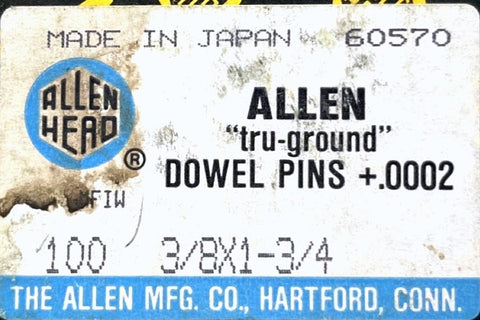 MADE IN JAPAN 60570
ALLEN
HEAD
®
ALLEN
"tru-ground"
DOWEL PINS +.0002
100 3/8X1-3/4
THE ALLEN MFG. CO., HARTFORD, CONN.